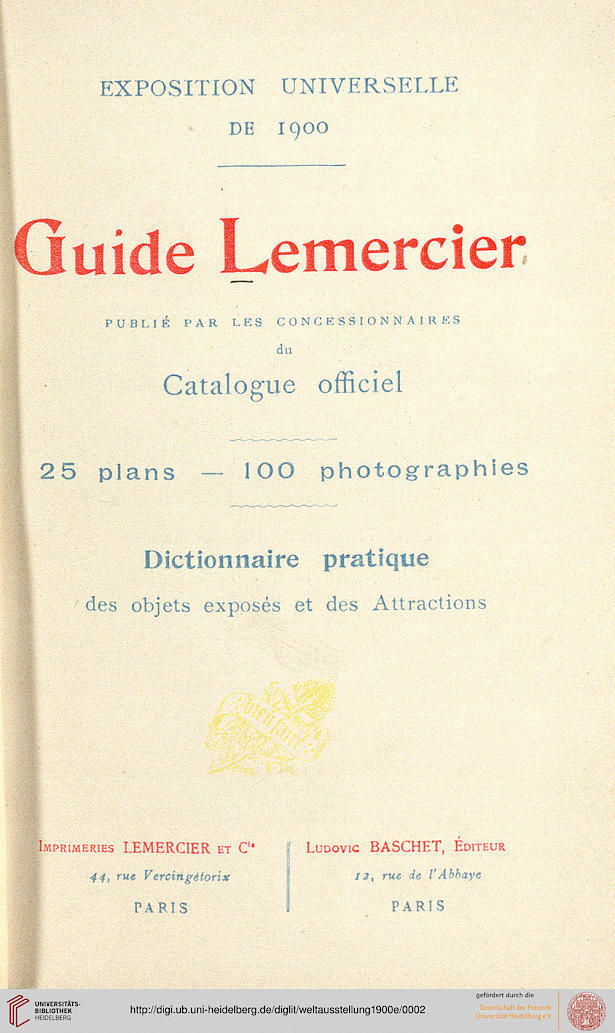 EXPOSITION UNIVERSELLE
DE 1900
Guide Lemercier
PUBLIÉ PAR LES CONCESSIONNAIRES
du
Catalogue officiel
25 plans — 100 photographies
Dictionnaire pratique
des objets exposés et des Attractions
bien faire
IMPRIMERIES LEMERCIER ET Cie
44, rue Vercingétorix
PARIS
LUDOVIC BASCHET, ÉDITEUR
12, rue de l'Abbaye
PARIS
UNIVERSITÄTS-
BIBLIOTHEK
HEIDELBERG
http://digi.ub.uni-heidelberg.de/diglit/weltausstellung1900e/0002
gefördert durch die
Gesellschaft der Freunde
Universität Heidelberg e.V.